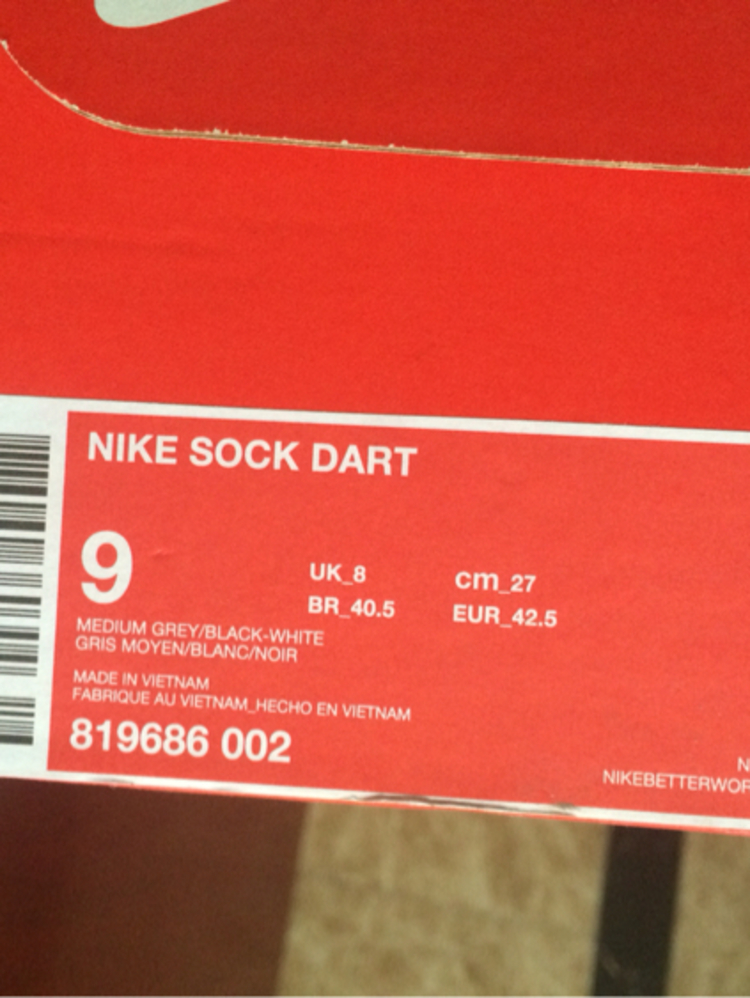 NIKE SOCK DART
9
UK_8 cm_27
BR_40.5 EUR_42.5
MEDIUM GREY/BLACK-WHITE
GRIS MOYEN/BLANC/NOIR
MADE IN VIETNAM
FABRIQUE AU VIETNAM_HECHO EN VIETNAM
819686 002